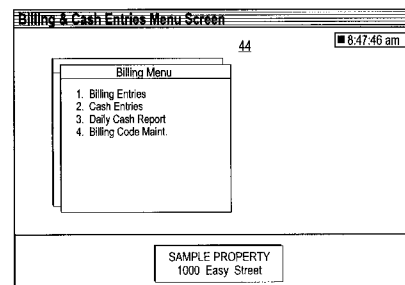 Billing & Cash Entries Menu Screen
44
8:47:46 am
Billing Menu
1. Billing Entries
2. Cash Entries
3. Daily Cash Report
4. Billing Code Maint.
SAMPLE PROPERTY
1000 Easy Street